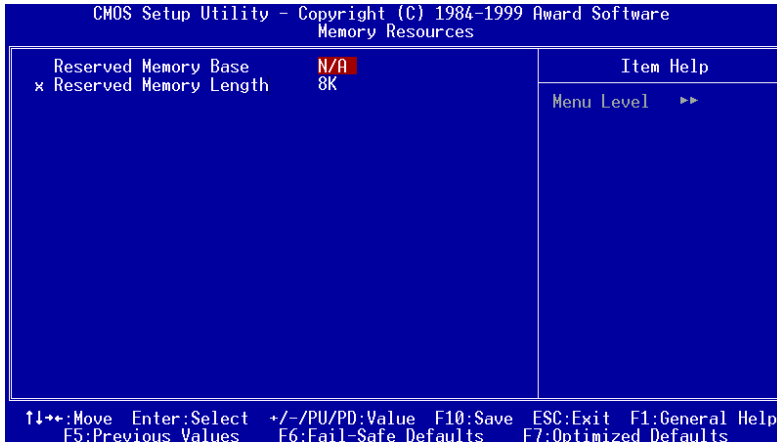 CMOS Setup Utility - Copyright (C) 1984-1999 Award Software
Memory Resources
Reserved Memory Base N/A
x Reserved Memory Length 8K
Item Help
Menu Level ►►
↑↓→←:Move Enter:Select +/-/PU/PD:Value F10:Save ESC:Exit F1:General Help
F5:Previous Values F6:Fail-Safe Defaults F7:Optimized Defaults